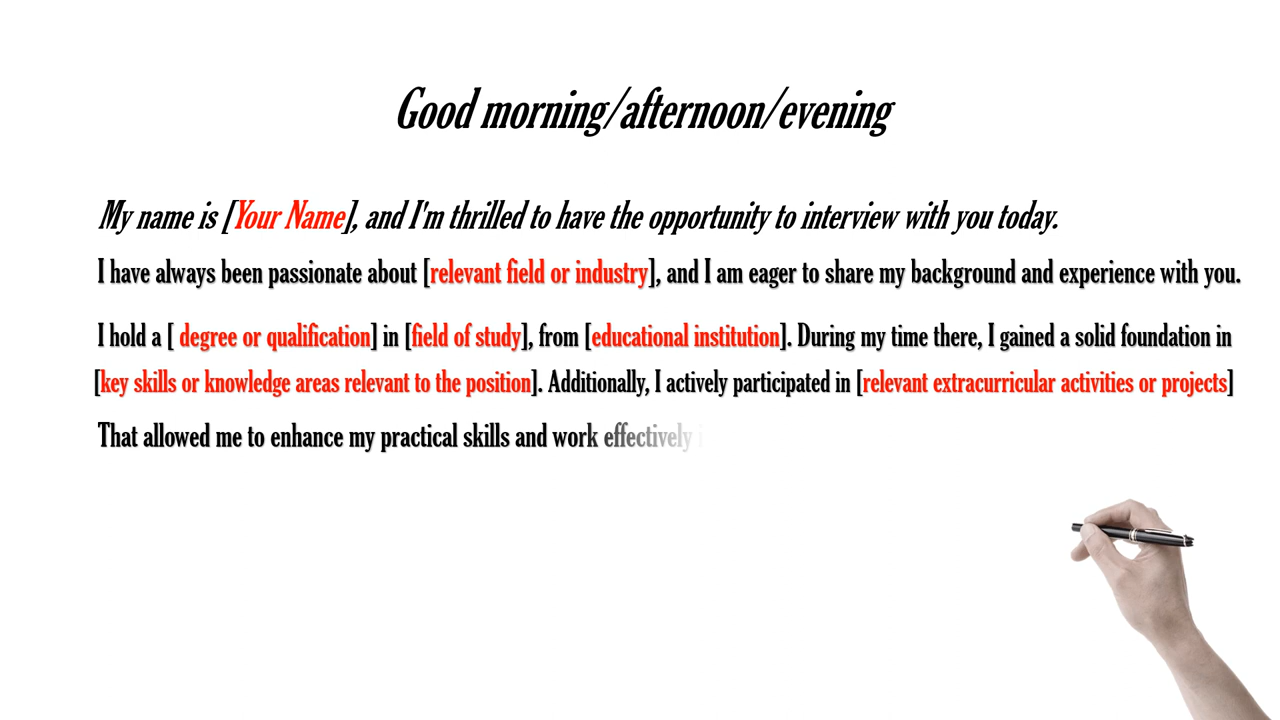 Good morning/afternoon/evening
My name is [Your Name], and I'm thrilled to have the opportunity to interview with you today.
I have always been passionate about [relevant field or industry], and I am eager to share my background and experience with you.
I hold a [ degree or qualification] in [field of study], from [educational institution]. During my time there, I gained a solid foundation in
[key skills or knowledge areas relevant to the position]. Additionally, I actively participated in [relevant extracurricular activities or projects]
That allowed me to enhance my practical skills and work effectively